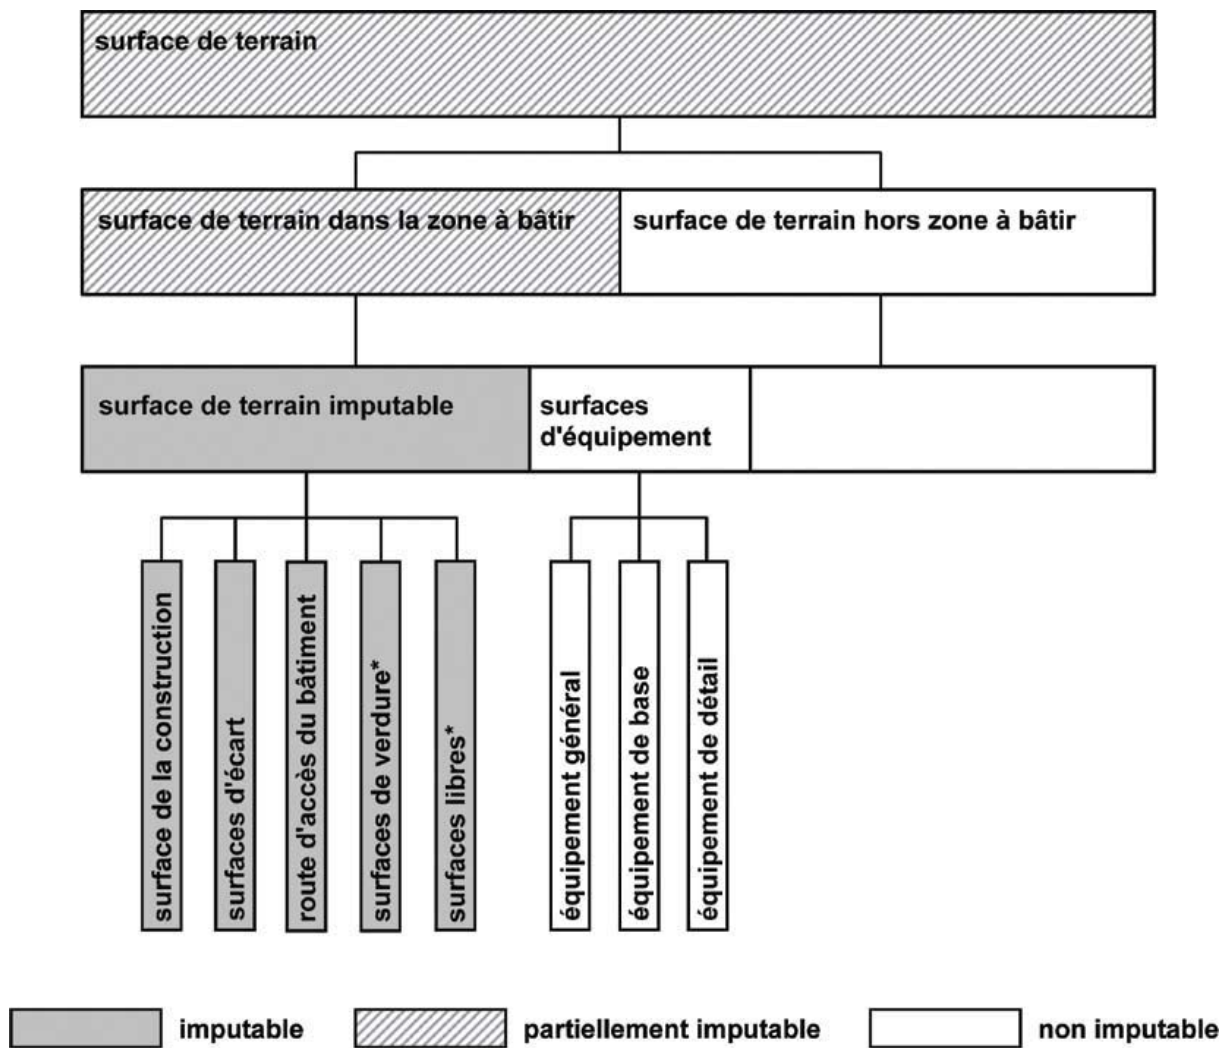 surface de terrain
surface de terrain dans la zone à bâtir
surface de terrain hors zone à bâtir
surface de terrain imputable
surfaces
d'équipement
surface de la construction
surfaces d'écart
route d'accès du bâtiment
surfaces de verdure*
surfaces libres*
équipement général
équipement de base
équipement de détail
imputable
partiellement imputable
non imputable